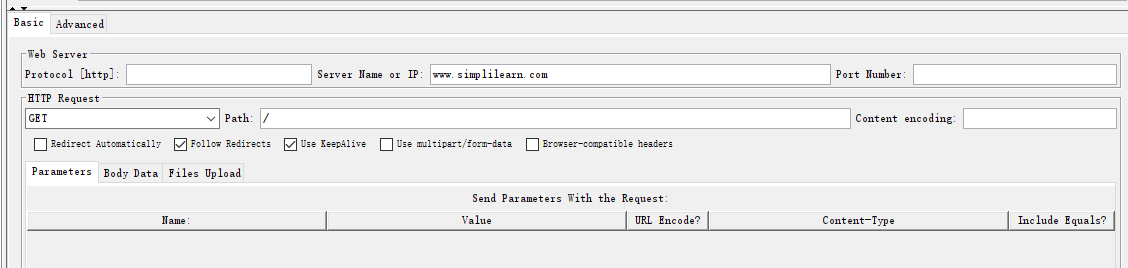 Basic Advanced
Web Server
Protocol [http]: Server Name or IP: www.simplilearn.com Port Number:
HTTP Request
GET Path: / Content encoding:
Redirect Automatically Follow Redirects Use KeepAlive Use multipart/form-data Browser-compatible headers
Parameters Body Data Files Upload
Send Parameters With the Request:
Name: Value URL Encode? Content-Type Include Equals?